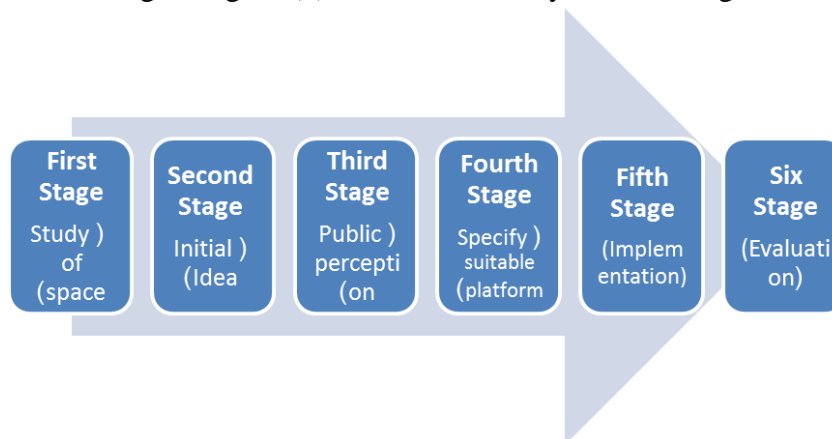 First
Stage
Study )
of
(space
Second
Stage
Initial )
(Idea
Third
Stage
Public )
percepti
(on
Fourth
Stage
Specify )
suitable
(platform
Fifth
Stage
(Implem
entation)
Six
Stage
(Evaluati
on)